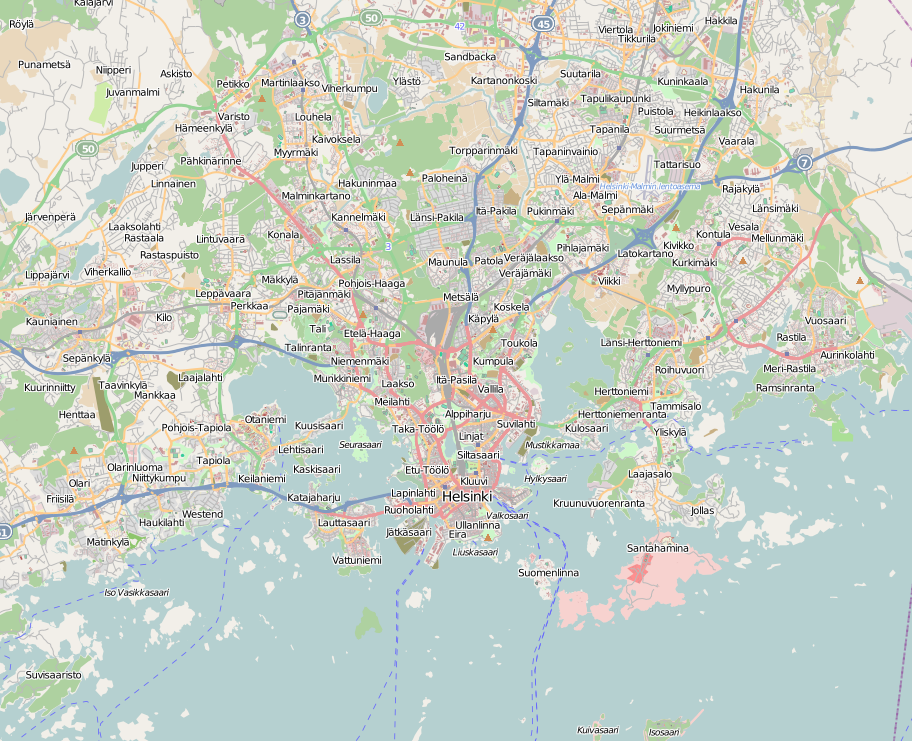 Kalajärvi
Röylä
3
50
42
45
Hakkila
Viertola
Jokiniemi
Tikkurila
Sandbacka
Punametsä
Niipperi
Askisto
Petikko
Martinlaakso
Viherkumpu
Ylästö
Kartanonkoski
Suutarila
Kuninkaala
Hakunila
Juvanmalmi
Siltamäki
Tapulikaupunki
Varisto
Louhela
Puistola
Heikinlaakso
Hämeenkylä
Kaivoksela
Tapanila
Suurmetsä
Vaarala
50
Myyrmäki
Torpparinmäki
Tapaninvainio
Pähkinärinne
Jupperi
Tattarisuo
7
Linnainen
Hakuninmaa
Paloheinä
Ylä-Malmi
Helsinki-Malmin lentoasema
Rajakylä
Malminkartano
Ala-Malmi
Järvenperä
Kannelmäki
Länsi-Pakila
Itä-Pakila
Pukinmäki
Sepänmäki
Länsimäki
Laaksolahti
Rastaala
Lintuvaara
Konala
3
Vesala
Kontula
Mellunmäki
Rastaspuisto
Lassila
Maunula
Patola
Veräjälaakso
Pihlajamäki
Latokartano
Kivikko
Kurkimäki
Lippajärvi
Viherkallio
Veräjämäki
Mäkkylä
Pohjois-Haaga
Viikki
Myllypuro
Leppävaara
Pitäjänmäki
Metsälä
Perkkaa
Pajamäki
Koskela
Kauniainen
Kilo
Käpylä
Vuosaari
Tali
Etelä-Haaga
Rastila
Talinranta
Toukola
Länsi-Herttoniemi
Sepänkylä
Niemenmäki
Kumpula
Aurinkolahti
Roihuvuori
Meri-Rastila
Laajalahti
Munkkiniemi
Itä-Pasila
Kuurinniitty
Taavinkylä
Laakso
Vallila
Herttoniemi
Ramsinranta
Mankkaa
Meilahti
Tammisalo
Henttaa
Alppiharju
Herttoniemenranta
Otaniemi
Kuusisaari
Suvilahti
Pohjois-Tapiola
Taka-Töölö
Kulosaari
Yliskylä
Linjat
Lehtisaari
Seurasaari
Mustikkamaa
Siltasaari
Tapiola
Olarinluoma
Kaskisaari
Etu-Töölö
Laajasalo
Niittykumpu
Keilaniemi
Kluuvi
Hylkysaari
Olari
Lapinlahti
Helsinki
Friisilä
Katajaharju
Kruunuvuorenranta
Ruoholahti
Jollas
Westend
Valkosaari
Haukilahti
Lauttasaari
Ullanlinna
51
Jätkäsaari
Eira
Matinkylä
Liuskasaari
Santahamina
Vattuniemi
Suomenlinna
Iso Vasikkasaari
Suvisaaristo
Kuivasaari
Isosaari